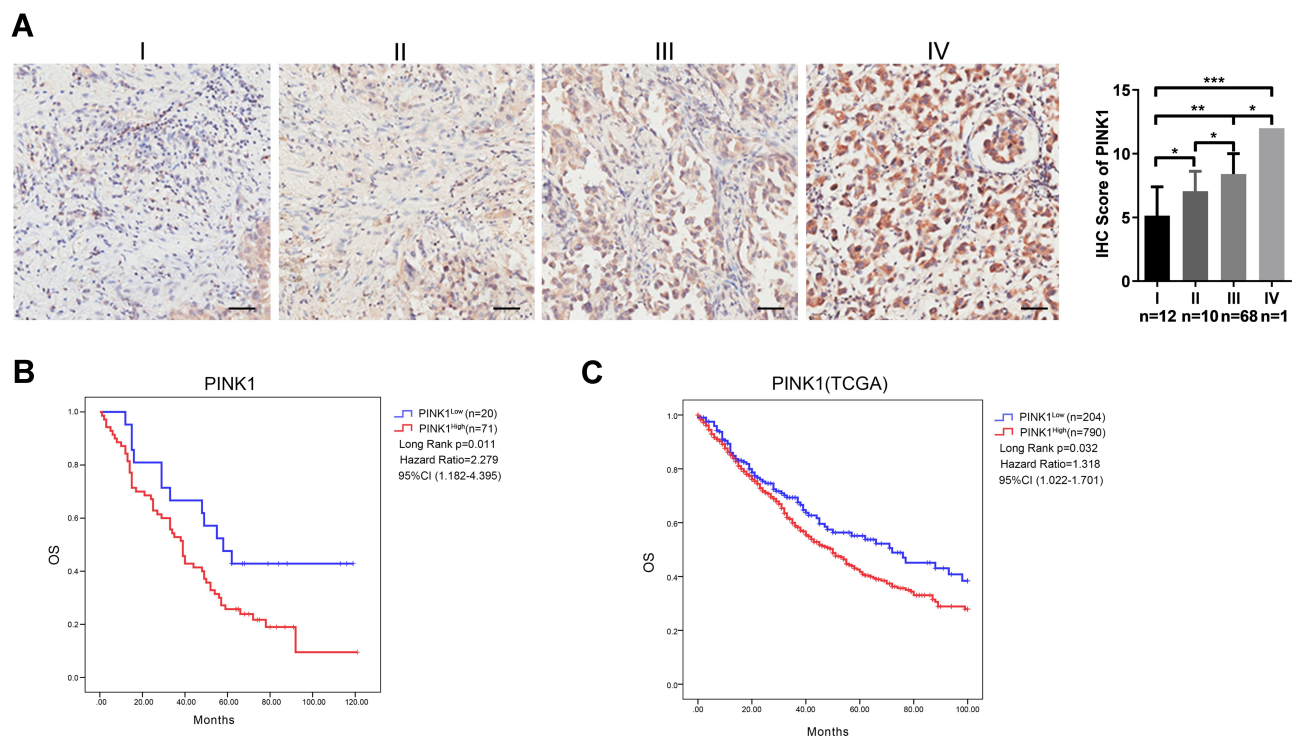 A
I II III IV
IHC Score of PINK1
15
10
5
0
***
** *
*
*
I II III IV
n=12 n=10 n=68 n=1
B
PINK1
OS
1.0
0.8
0.6
0.4
0.2
0.0
.00 20.00 40.00 60.00 80.00 100.00 120.00
Months
PINK1Low (n=20)
PINK1High(n=71)
Long Rank p=0.011
Hazard Ratio=2.279
95%CI (1.182-4.395)
C
PINK1(TCGA)
OS
1.0
0.8
0.6
0.4
0.2
0.0
.00 20.00 40.00 60.00 80.00 100.00
Months
PINK1Low (n=204)
PINK1High(n=790)
Long Rank p=0.032
Hazard Ratio=1.318
95%CI (1.022-1.701)